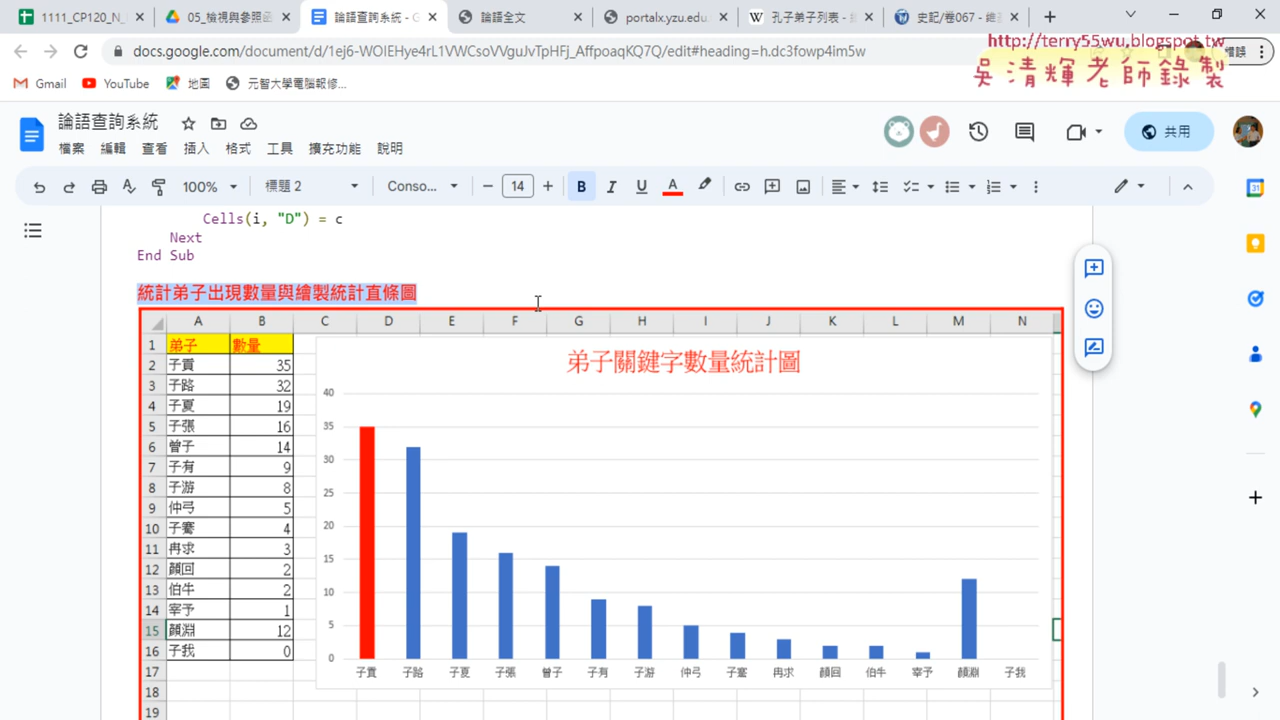 1111_CP120_N_
05_檢視與參照函
論語查詢系統 - G
論語全文
portalx.yzu.edu.
孔子弟子列表 - 維
史記/卷067 - 維基
docs.google.com/document/d/1ej6-WOIEHye4rL1VWCsoVVguJvTpHFj_AffpoaqKQ7Q/edit#heading=h.dc3fowp4im5w
http://terry55wu.blogspot.tw
錯誤
吳清輝老師錄製
Gmail
YouTube
地圖
元智大學電腦報修...
論語查詢系統
檔案 編輯 查看 插入 格式 工具 擴充功能 說明
共用
100% 標題 2 Conso... 14 B I U A
Cells(i, "D") = c
Next
End Sub
統計弟子出現數量與繪製統計直條圖
A B C D E F G H I J K L M N
1 弟子 數量
2 子貢 35
3 子路 32
4 子夏 19
5 子張 16
6 曾子 14
7 子有 9
8 子游 8
9 仲弓 5
10 子騫 4
11 冉求 3
12 顏回 2
13 伯牛 2
14 宰予 1
15 顏淵 12
16 子我 0
17
18
19
弟子關鍵字數量統計圖
40
35
30
25
20
15
10
5
0
子貢 子路 子夏 子張 曾子 子有 子游 仲弓 子騫 冉求 顏回 伯牛 宰予 顏淵 子我